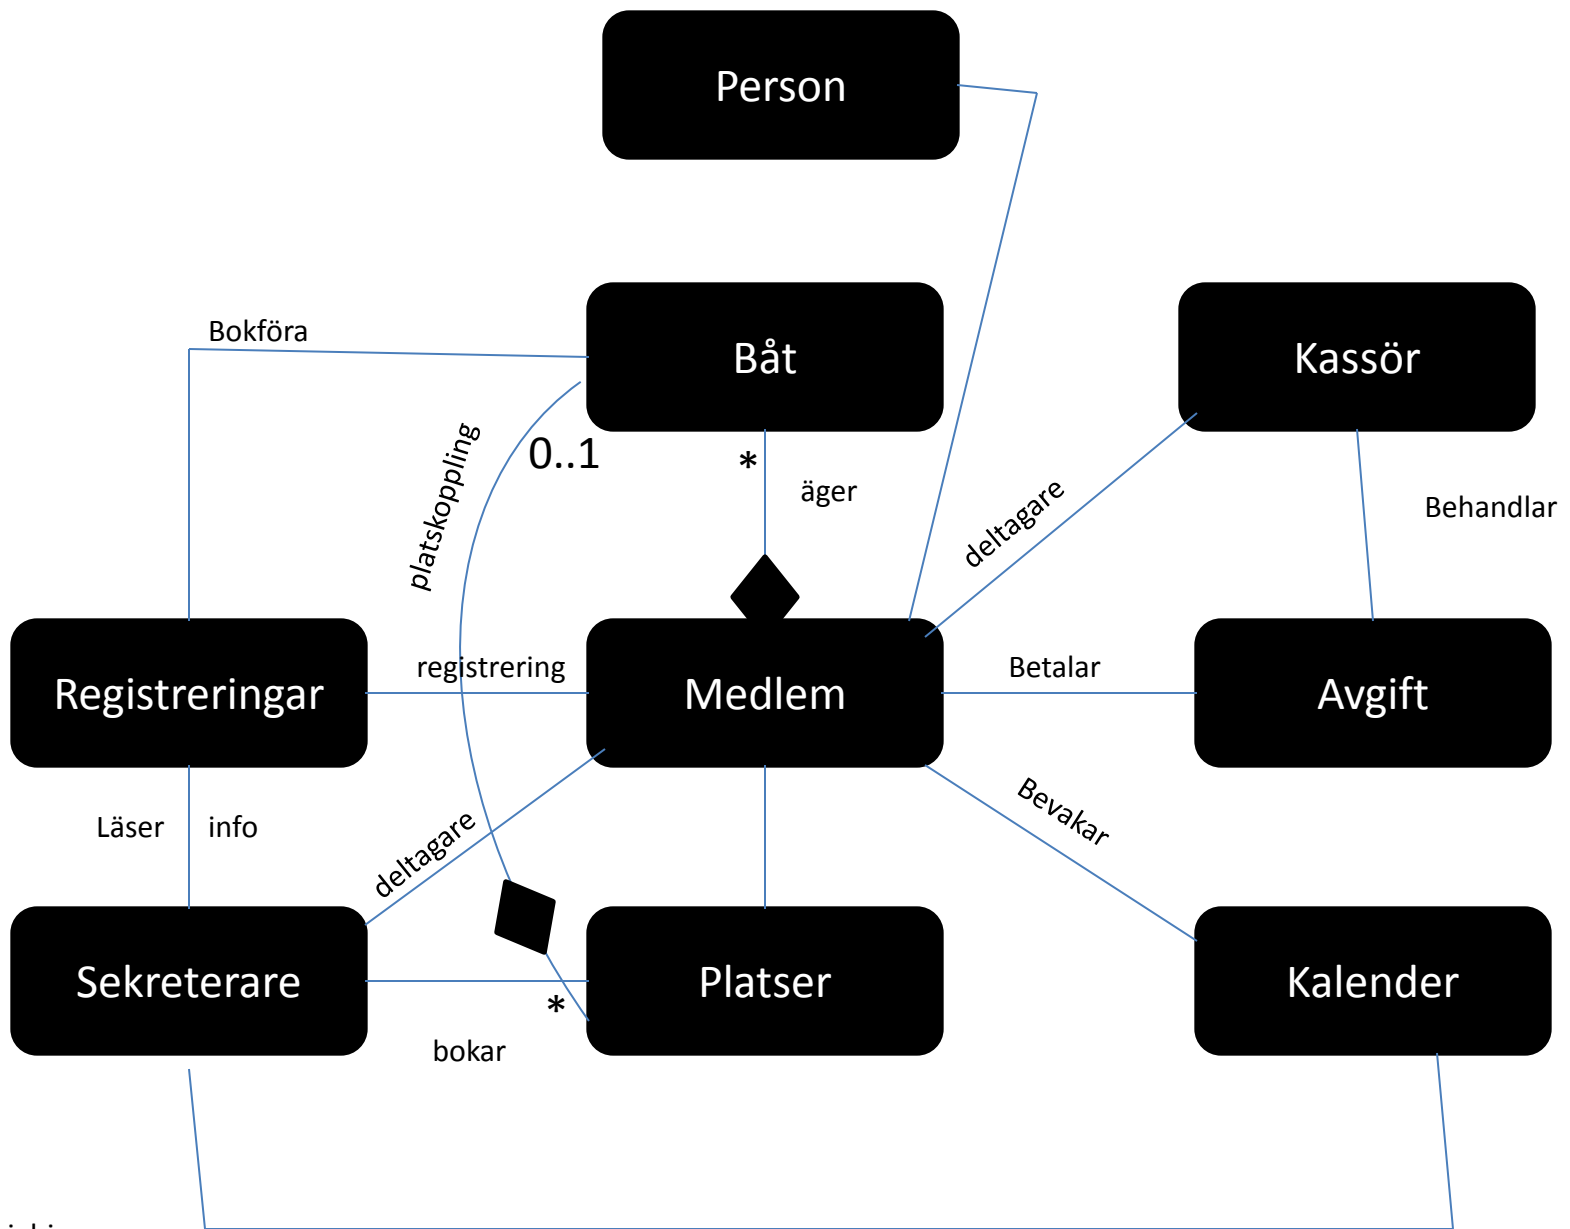 Person
Bokföra
Båt
Kassör
platskoppling
0..1
*
äger
deltagare
Behandlar
Registreringar
registrering
Medlem
Betalar
Avgift
Läser
info
deltagare
Bevakar
Sekreterare
*
bokar
Platser
Kalender